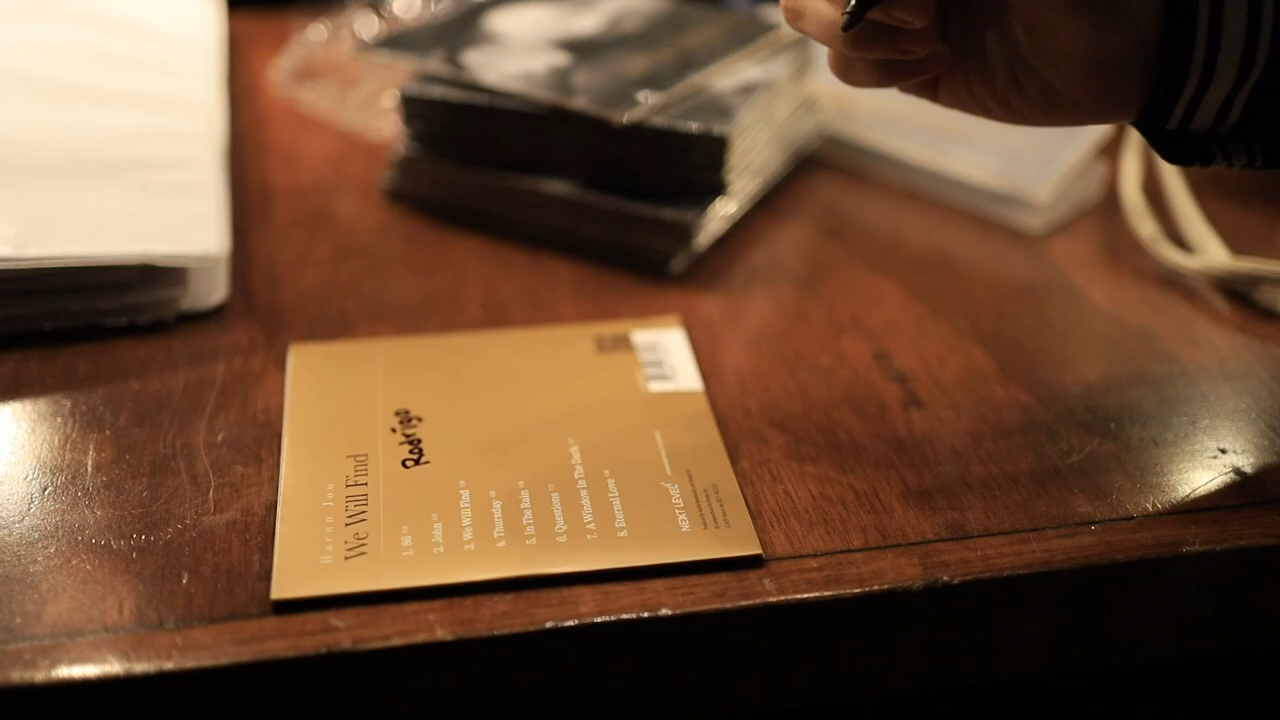 Haeun Joo
We Will Find
Rodrigo
1. 86
2. John
3. We Will Find
4. Thursday
5. In The Rain
6. Questions
7. A Window In The Dark
8. Eternal Love
NEXT LEVEL